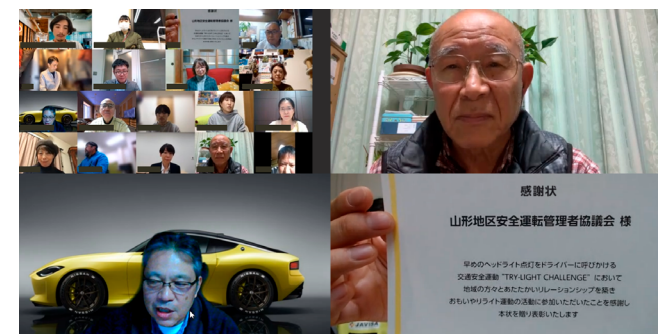 感謝状
山形地区安全運転管理者協議会 様
早めのヘッドライト点灯をドライバーに呼びかける
交通安全運動 "TRY-LIGHT CHALLENGE" において
地域の方々とあたたかいリレーションシップを築き
おもいやりライト運動の活動に参加いただいたことを感謝し
本状を贈り表彰いたします